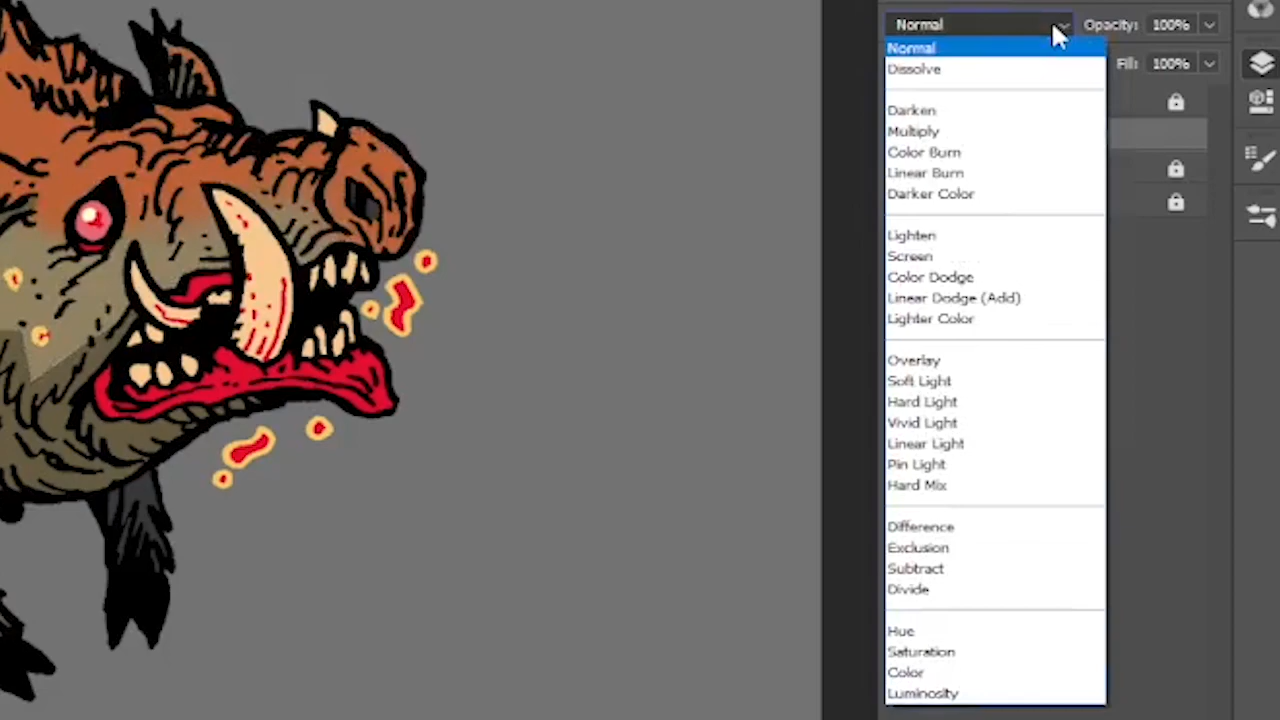 Normal Opacity: 100%
Normal
Fill: 100%
Dissolve
Darken
Multiply
Color Burn
Linear Burn
Darker Color
Lighten
Screen
Color Dodge
Linear Dodge (Add)
Lighter Color
Overlay
Soft Light
Hard Light
Vivid Light
Linear Light
Pin Light
Hard Mix
Difference
Exclusion
Subtract
Divide
Hue
Saturation
Color
Luminosity